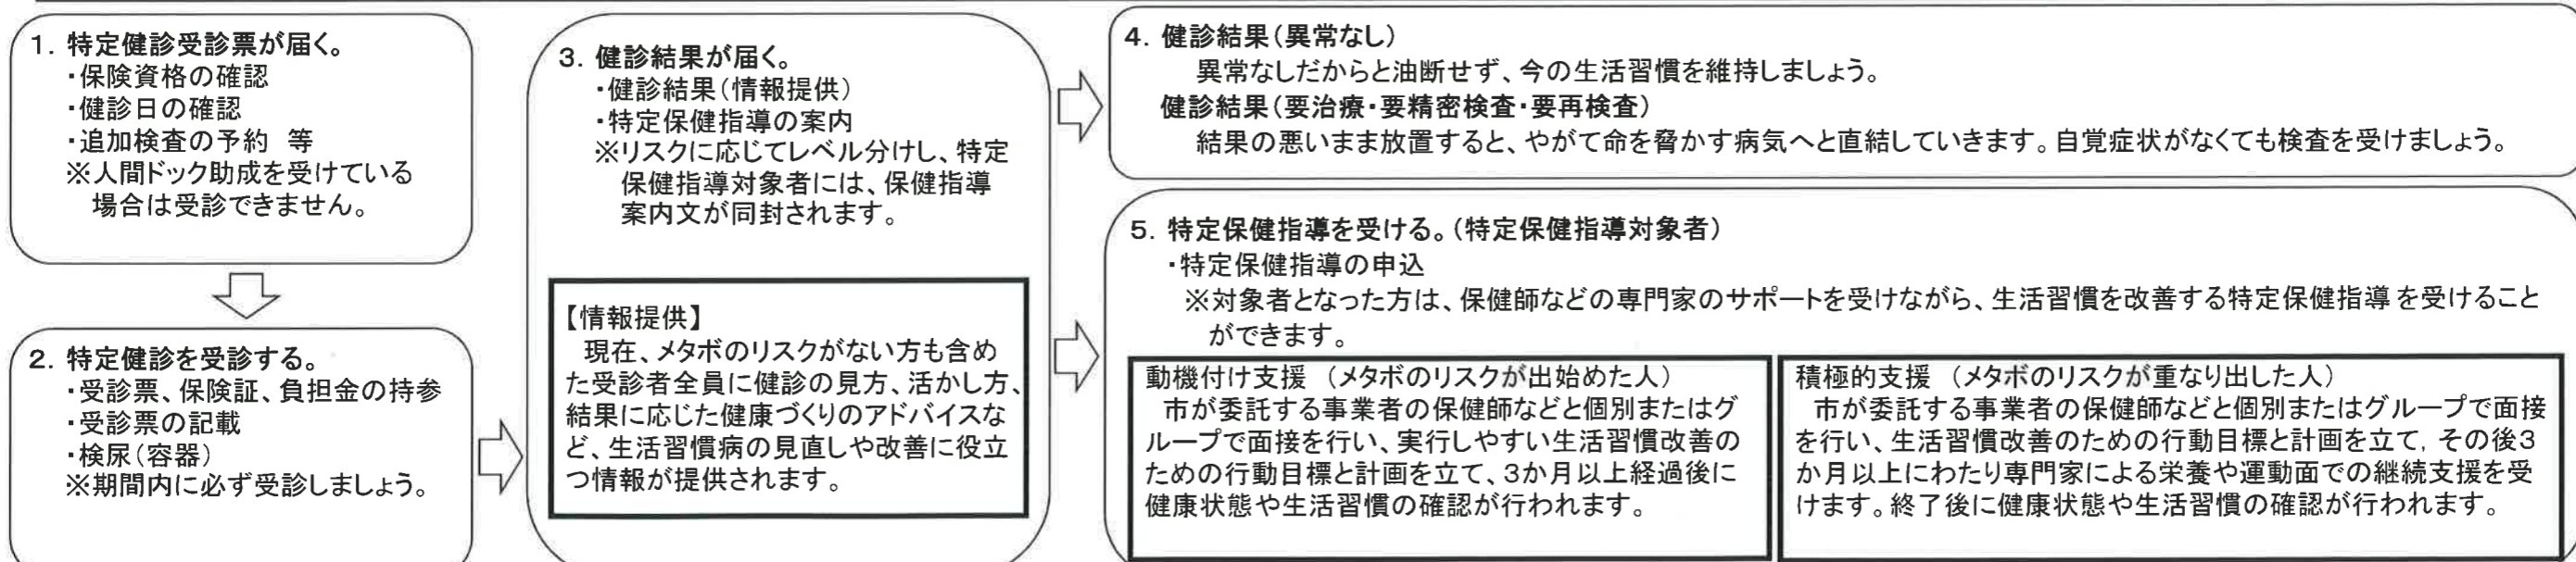 1. 特定健診受診票が届く。
・保険資格の確認
・健診日の確認
・追加検査の予約 等
※人間ドック助成を受けている
場合は受診できません。
2. 特定健診を受診する。
・受診票、保険証、負担金の持参
・受診票の記載
・検尿(容器)
※期間内に必ず受診しましょう。
3. 健診結果が届く。
・健診結果(情報提供)
・特定保健指導の案内
※リスクに応じてレベル分けし、特定
保健指導対象者には、保健指導
案内文が同封されます。
【情報提供】
現在、メタボのリスクがない方も含め
た受診者全員に健診の見方、活かし方、
結果に応じた健康づくりのアドバイスな
ど、生活習慣病の見直しや改善に役立
つ情報が提供されます。
4. 健診結果(異常なし)
異常なしだからと油断せず、今の生活習慣を維持しましょう。
健診結果(要治療・要精密検査・要再検査)
結果の悪いまま放置すると、やがて命を脅かす病気へと直結していきます。自覚症状がなくても検査を受けましょう。
5. 特定保健指導を受ける。(特定保健指導対象者)
・特定保健指導の申込
※対象者となった方は、保健師などの専門家のサポートを受けながら、生活習慣を改善する特定保健指導を受けること
ができます。
動機付け支援 (メタボのリスクが出始めた人)
市が委託する事業者の保健師などと個別またはグ
ループで面接を行い、実行しやすい生活習慣改善の
ための行動目標と計画を立て、3か月以上経過後に
健康状態や生活習慣の確認が行われます。
積極的支援 (メタボのリスクが重なり出した人)
市が委託する事業者の保健師などと個別またはグループで面接
を行い、生活習慣改善のための行動目標と計画を立て, その後3
か月以上にわたり専門家による栄養や運動面での継続支援を受
けます。終了後に健康状態や生活習慣の確認が行われます。